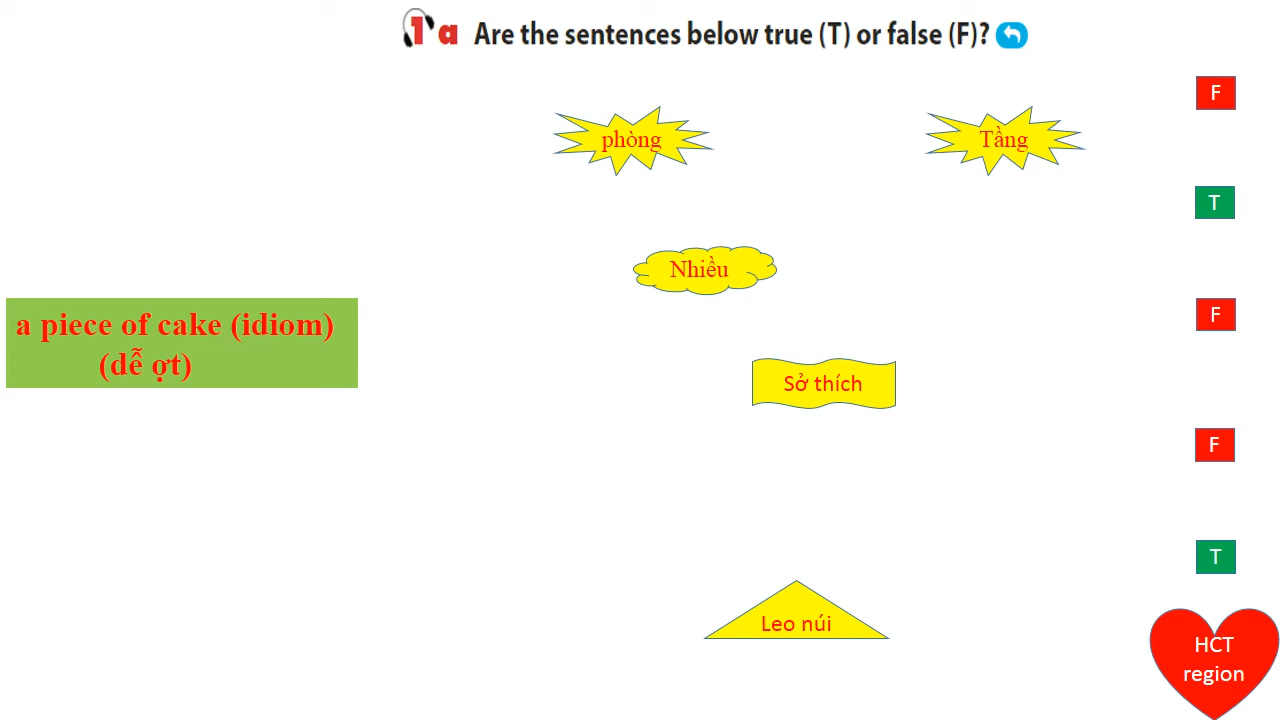 1a Are the sentences below true (T) or false (F)?
F
phòng
Tầng
T
Nhiều
F
a piece of cake (idiom)
(dễ ợt)
Sở thích
F
T
Leo núi
HCT
region